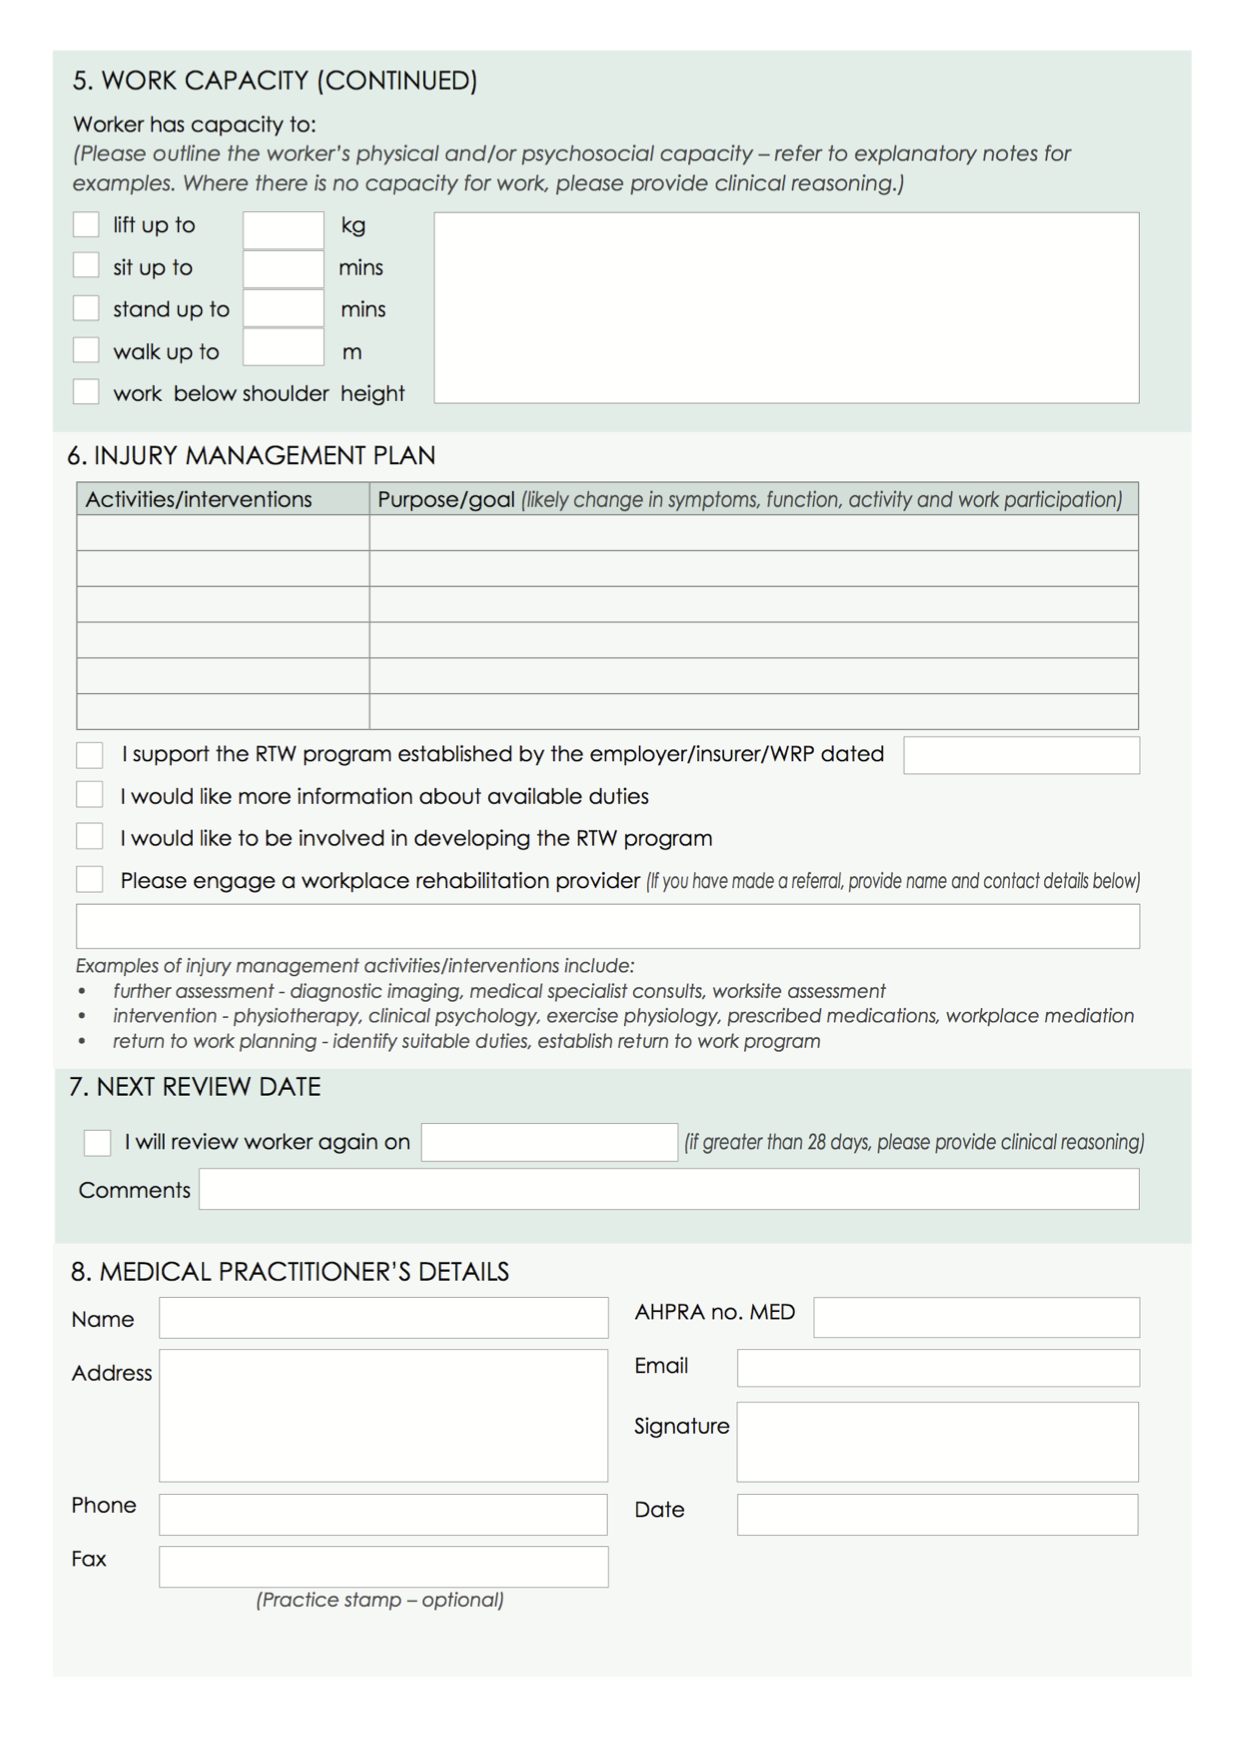 5. WORK CAPACITY (CONTINUED)
Worker has capacity to:
(Please outline the worker's physical and/or psychosocial capacity – refer to explanatory notes for
examples. Where there is no capacity for work, please provide clinical reasoning.)
lift up to kg
sit up to mins
stand up to mins
walk up to m
work below shoulder height
6. INJURY MANAGEMENT PLAN
Activities/interventions Purpose/goal (likely change in symptoms, function, activity and work participation)
I support the RTW program established by the employer/insurer/WRP dated
I would like more information about available duties
I would like to be involved in developing the RTW program
Please engage a workplace rehabilitation provider (If you have made a referral, provide name and contact details below)
Examples of injury management activities/interventions include:
• further assessment - diagnostic imaging, medical specialist consults, worksite assessment
• intervention - physiotherapy, clinical psychology, exercise physiology, prescribed medications, workplace mediation
• return to work planning - identify suitable duties, establish return to work program
7. NEXT REVIEW DATE
I will review worker again on (if greater than 28 days, please provide clinical reasoning)
Comments
8. MEDICAL PRACTITIONER'S DETAILS
Name AHPRA no. MED
Address Email
Signature
Phone Date
Fax
(Practice stamp – optional)